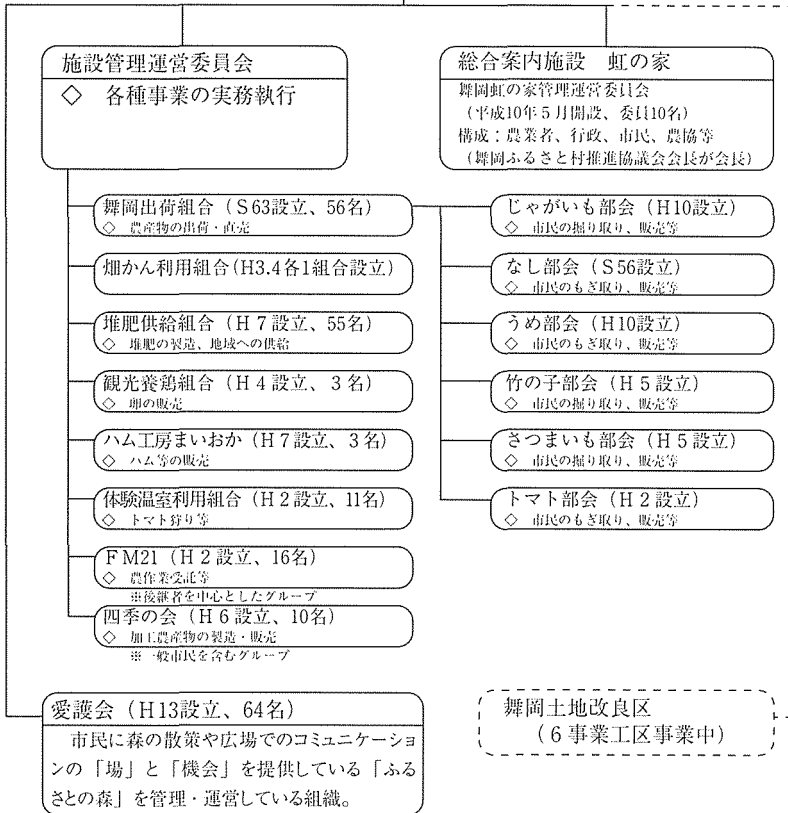 施設管理運営委員会
◇ 各種事業の実務執行
総合案内施設 虹の家
舞岡虹の家管理運営委員会
(平成10年5月開設、委員10名)
構成：農業者、行政、市民、農協等
(舞岡ふるさと村推進協議会会長が会長)
舞岡出荷組合(S63設立、56名)
◇ 農産物の出荷・直売
畑かん利用組合(H3.4各1組合設立)
堆肥供給組合(H7設立、55名)
◇ 堆肥の製造、地域への供給
観光養鶏組合(H4設立、3名)
◇ 卵の販売
ハム工房まいおか(H7設立、3名)
◇ ハム等の販売
体験温室利用組合(H2設立、11名)
◇ トマト狩り等
FM21(H2設立、16名)
◇ 農作業受託等
※後継者を中心としたグループ
四季の会(H6設立、10名)
◇ 加工農産物の製造・販売
※一般市民を含むグループ
じゃがいも部会(H10設立)
◇ 市民の掘り取り、販売等
なし部会(S56設立)
◇ 市民のもぎ取り、販売等
うめ部会(H10設立)
◇ 市民のもぎ取り、販売等
竹の子部会(H5設立)
◇ 市民の掘り取り、販売等
さつまいも部会(H5設立)
◇ 市民の掘り取り、販売等
トマト部会(H2設立)
◇ 市民のもぎ取り、販売等
愛護会(H13設立、64名)
市民に森の散策や広場でのコミュニケーショ
ンの「場」と「機会」を提供している「ふる
さとの森」を管理・運営している組織。
舞岡土地改良区
(6事業工区事業中)